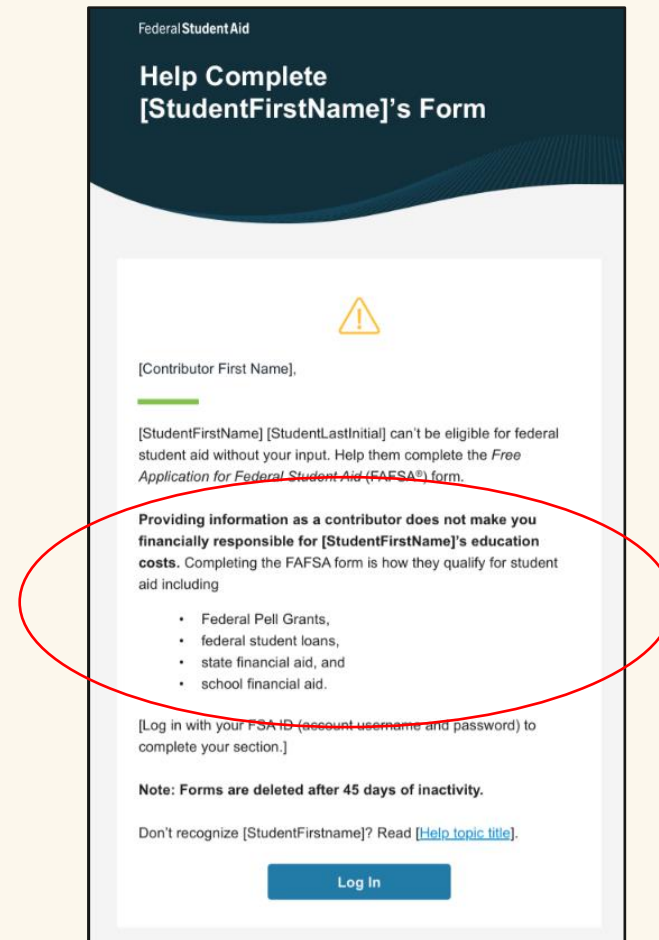 Federal Student Aid
Help Complete
[StudentFirstName]'s Form
[Contributor First Name],
[StudentFirstName] [StudentLastInitial] can't be eligible for federal
student aid without your input. Help them complete the Free
Application for Federal Student Aid (FAFSA®) form.
Providing information as a contributor does not make you
financially responsible for [StudentFirstName]'s education
costs. Completing the FAFSA form is how they qualify for student
aid including
• Federal Pell Grants,
• federal student loans,
• state financial aid, and
• school financial aid.
[Log in with your FSA ID (account username and password) to
complete your section.]
Note: Forms are deleted after 45 days of inactivity.
Don't recognize [StudentFirstname]? Read [Help topic title].
Log In